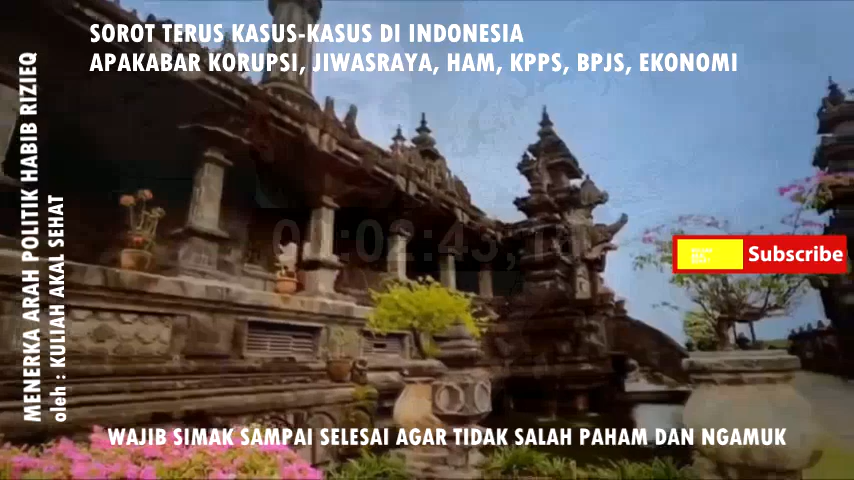 SOROT TERUS KASUS-KASUS DI INDONESIA
APAKABAR KORUPSI, JIWASRAYA, HAM, KPPS, BPJS, EKONOMI
MENERKA ARAH POLITIK HABIB RIZIEQ
oleh : KULIAH AKAL SEHAT
Subscribe
WAJIB SIMAK SAMPAI SELESAI AGAR TIDAK SALAH PAHAM DAN NGAMUK